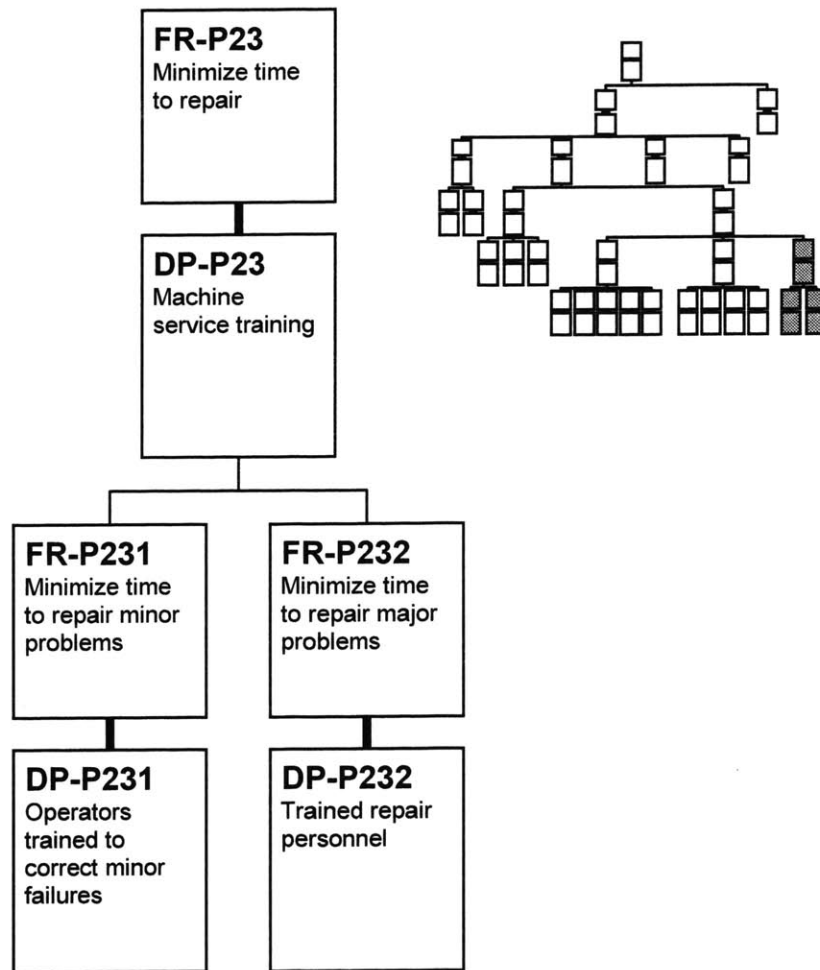 FR-P23
Minimize time
to repair
DP-P23
Machine
service training
FR-P231
Minimize time
to repair minor
problems
FR-P232
Minimize time
to repair major
problems
DP-P231
Operators
trained to
correct minor
failures
DP-P232
Trained repair
personnel